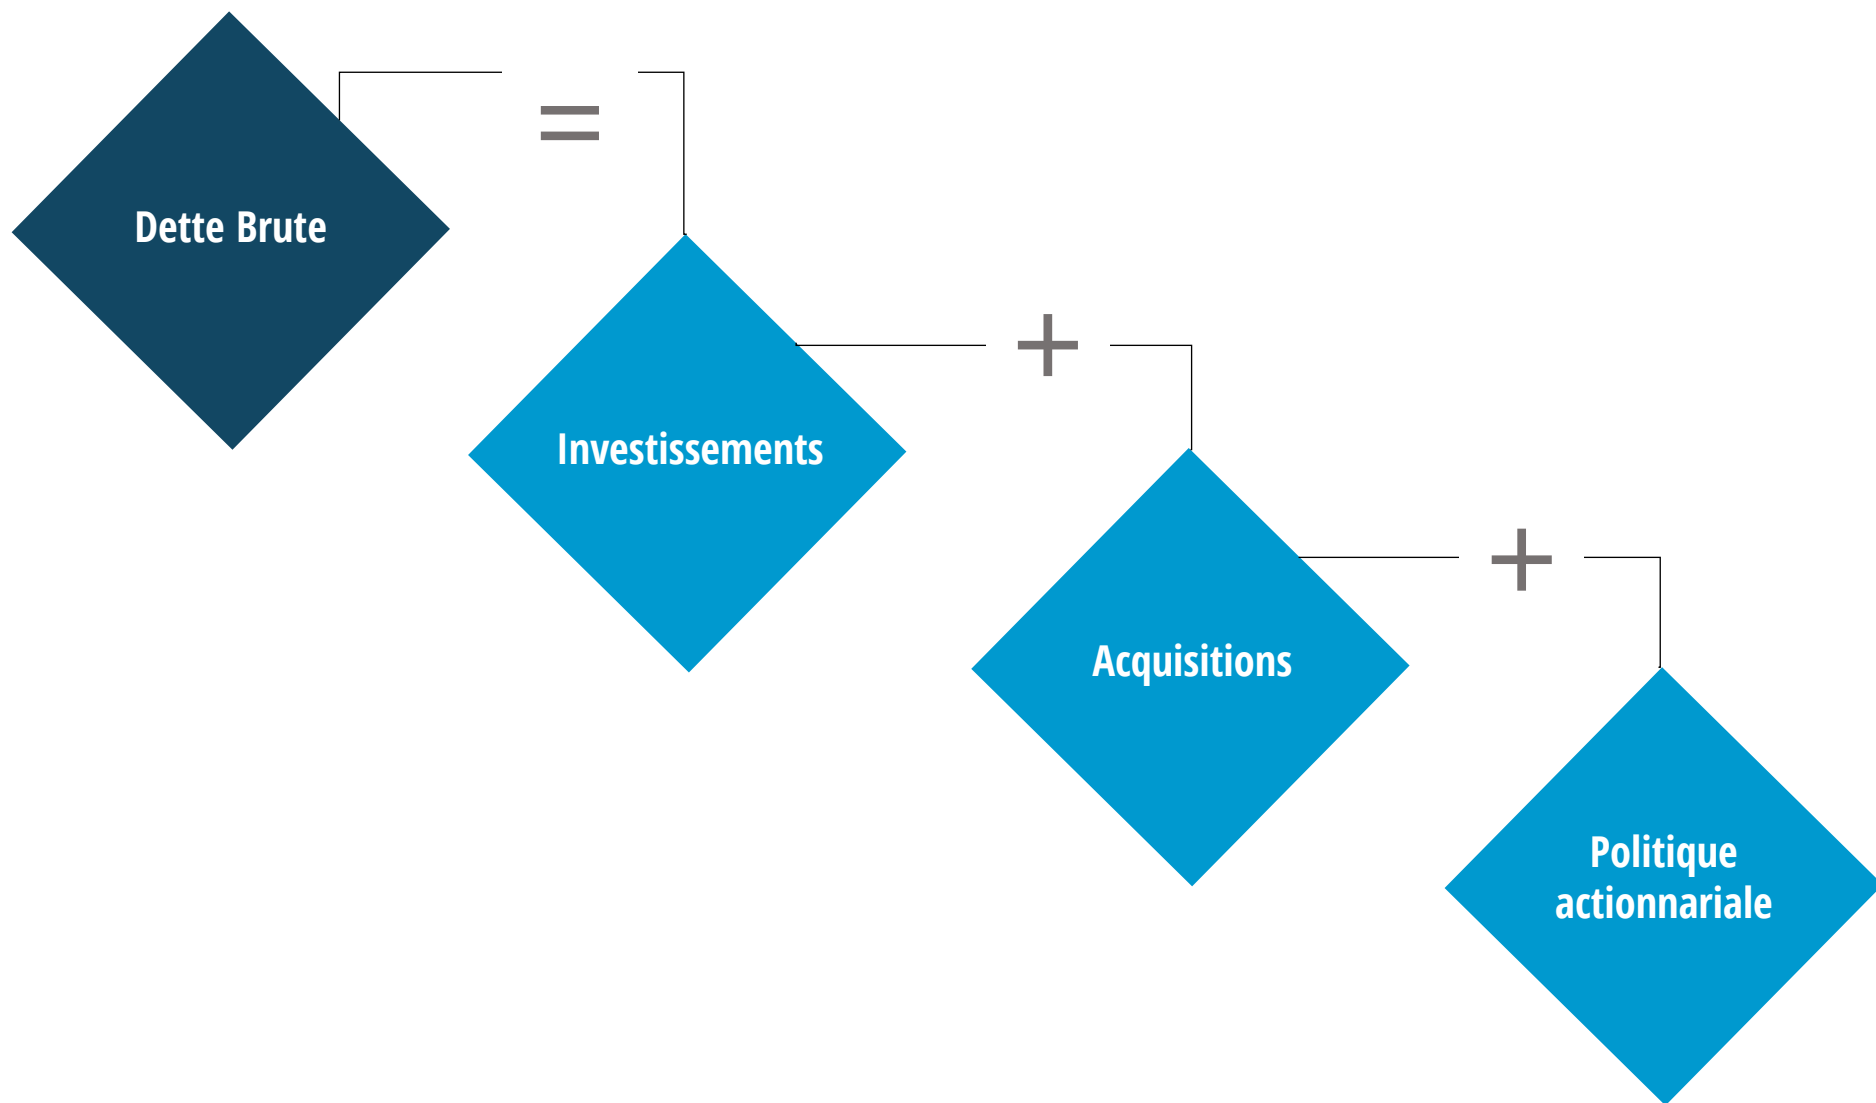 Dette Brute
=
Investissements
+
Acquisitions
+
Politique
actionnariale